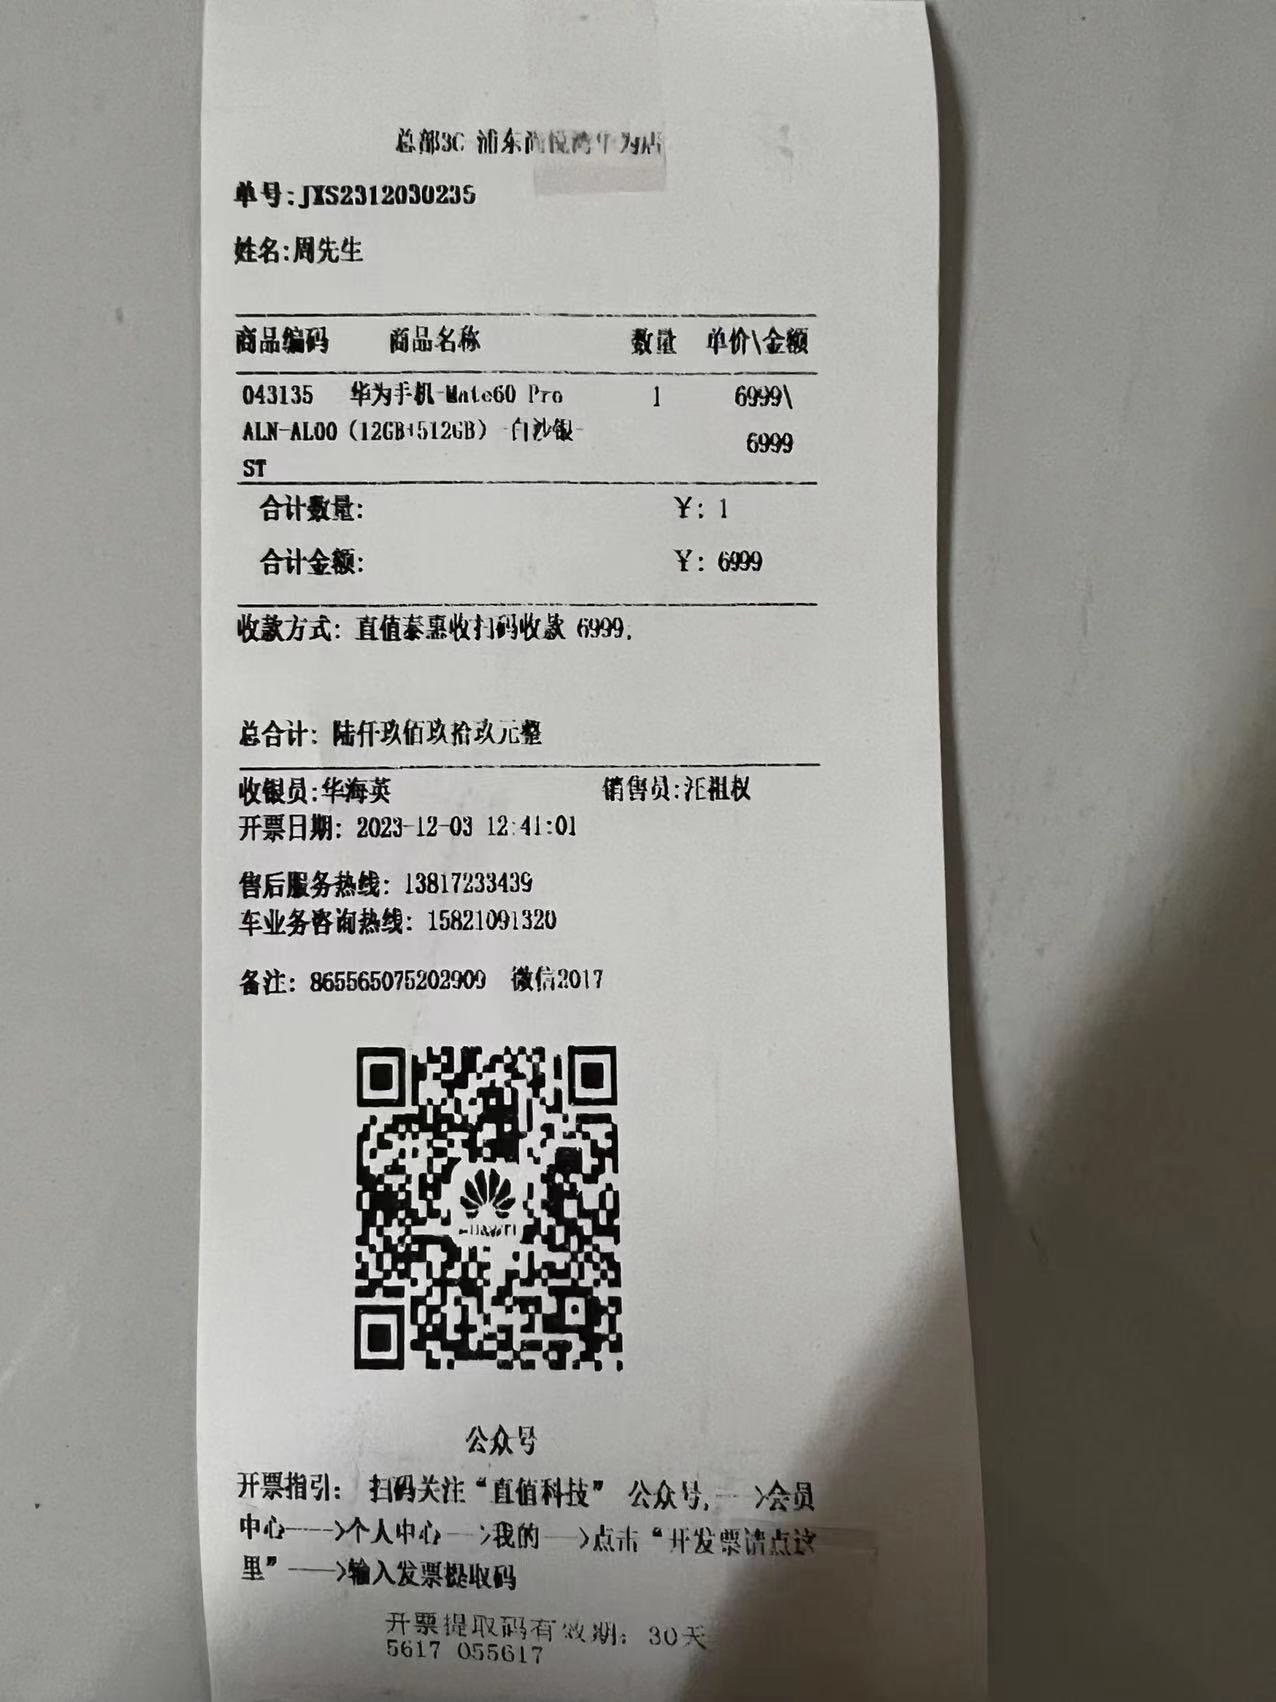 总部3C 浦东尚悦湾华为店
单号:JXS2312030235
姓名:周先生
商品编码 商品名称 数量 单价\金额
043135 华为手机-Mate60 Pro 1 6999\
ALN-AL00（12GB+512GB）-白沙银- 6999
ST
合计数量: ¥: 1
合计金额: ¥: 6999
收款方式: 直值泰惠收扫码收款 6999,
总合计: 陆仟玖佰玖拾玖元整
收银员:华海英 销售员:汪祖权
开票日期: 2023-12-03 12:41:01
售后服务热线: 13817233439
车业务咨询热线: 15821091320
备注: 865565075202909 微信2017
HUAWEI
公众号
开票指引: 扫码关注“直值科技” 公众号,--->会员
中心---->个人中心--->我的--->点击“开发票请点这
里”---->输入发票提取码
开票提取码有效期: 30天
5617 055617